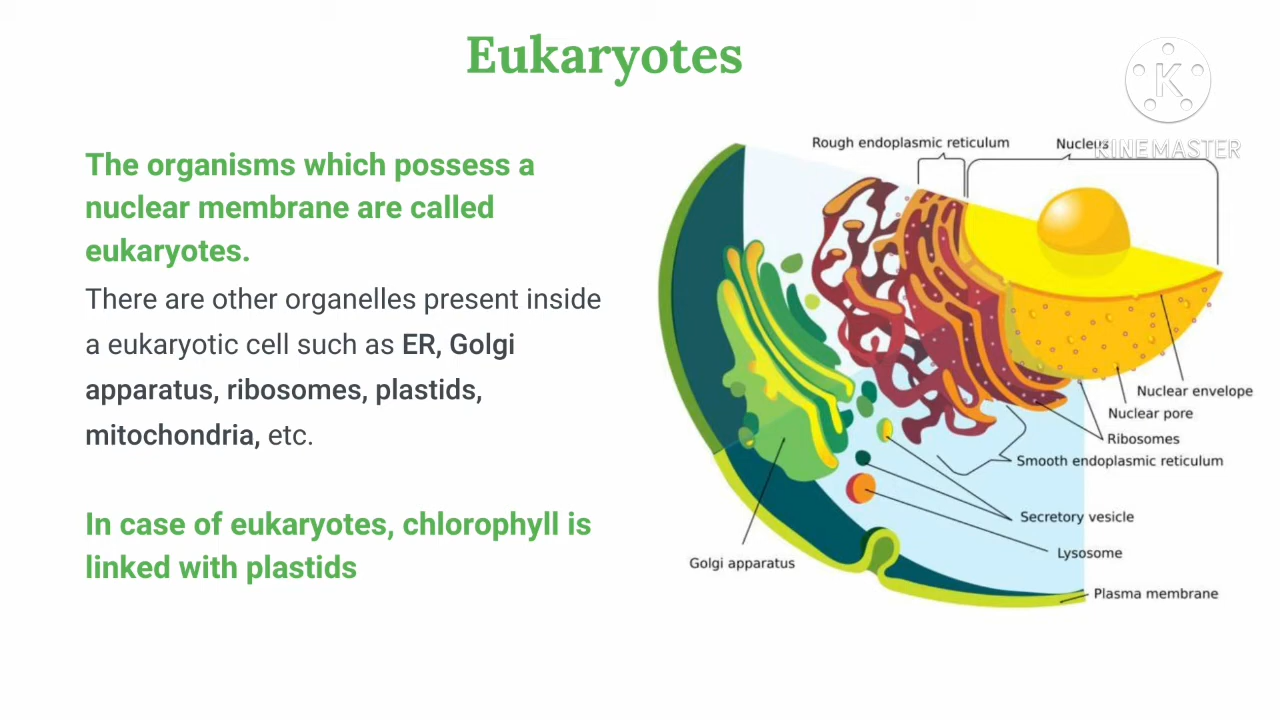 Eukaryotes
K
KINEMASTER
The organisms which possess a
nuclear membrane are called
eukaryotes.
There are other organelles present inside
a eukaryotic cell such as ER, Golgi
apparatus, ribosomes, plastids,
mitochondria, etc.
In case of eukaryotes, chlorophyll is
linked with plastids
Rough endoplasmic reticulum
Nucleus
Nuclear envelope
Nuclear pore
Ribosomes
Smooth endoplasmic reticulum
Secretory vesicle
Lysosome
Golgi apparatus
Plasma membrane